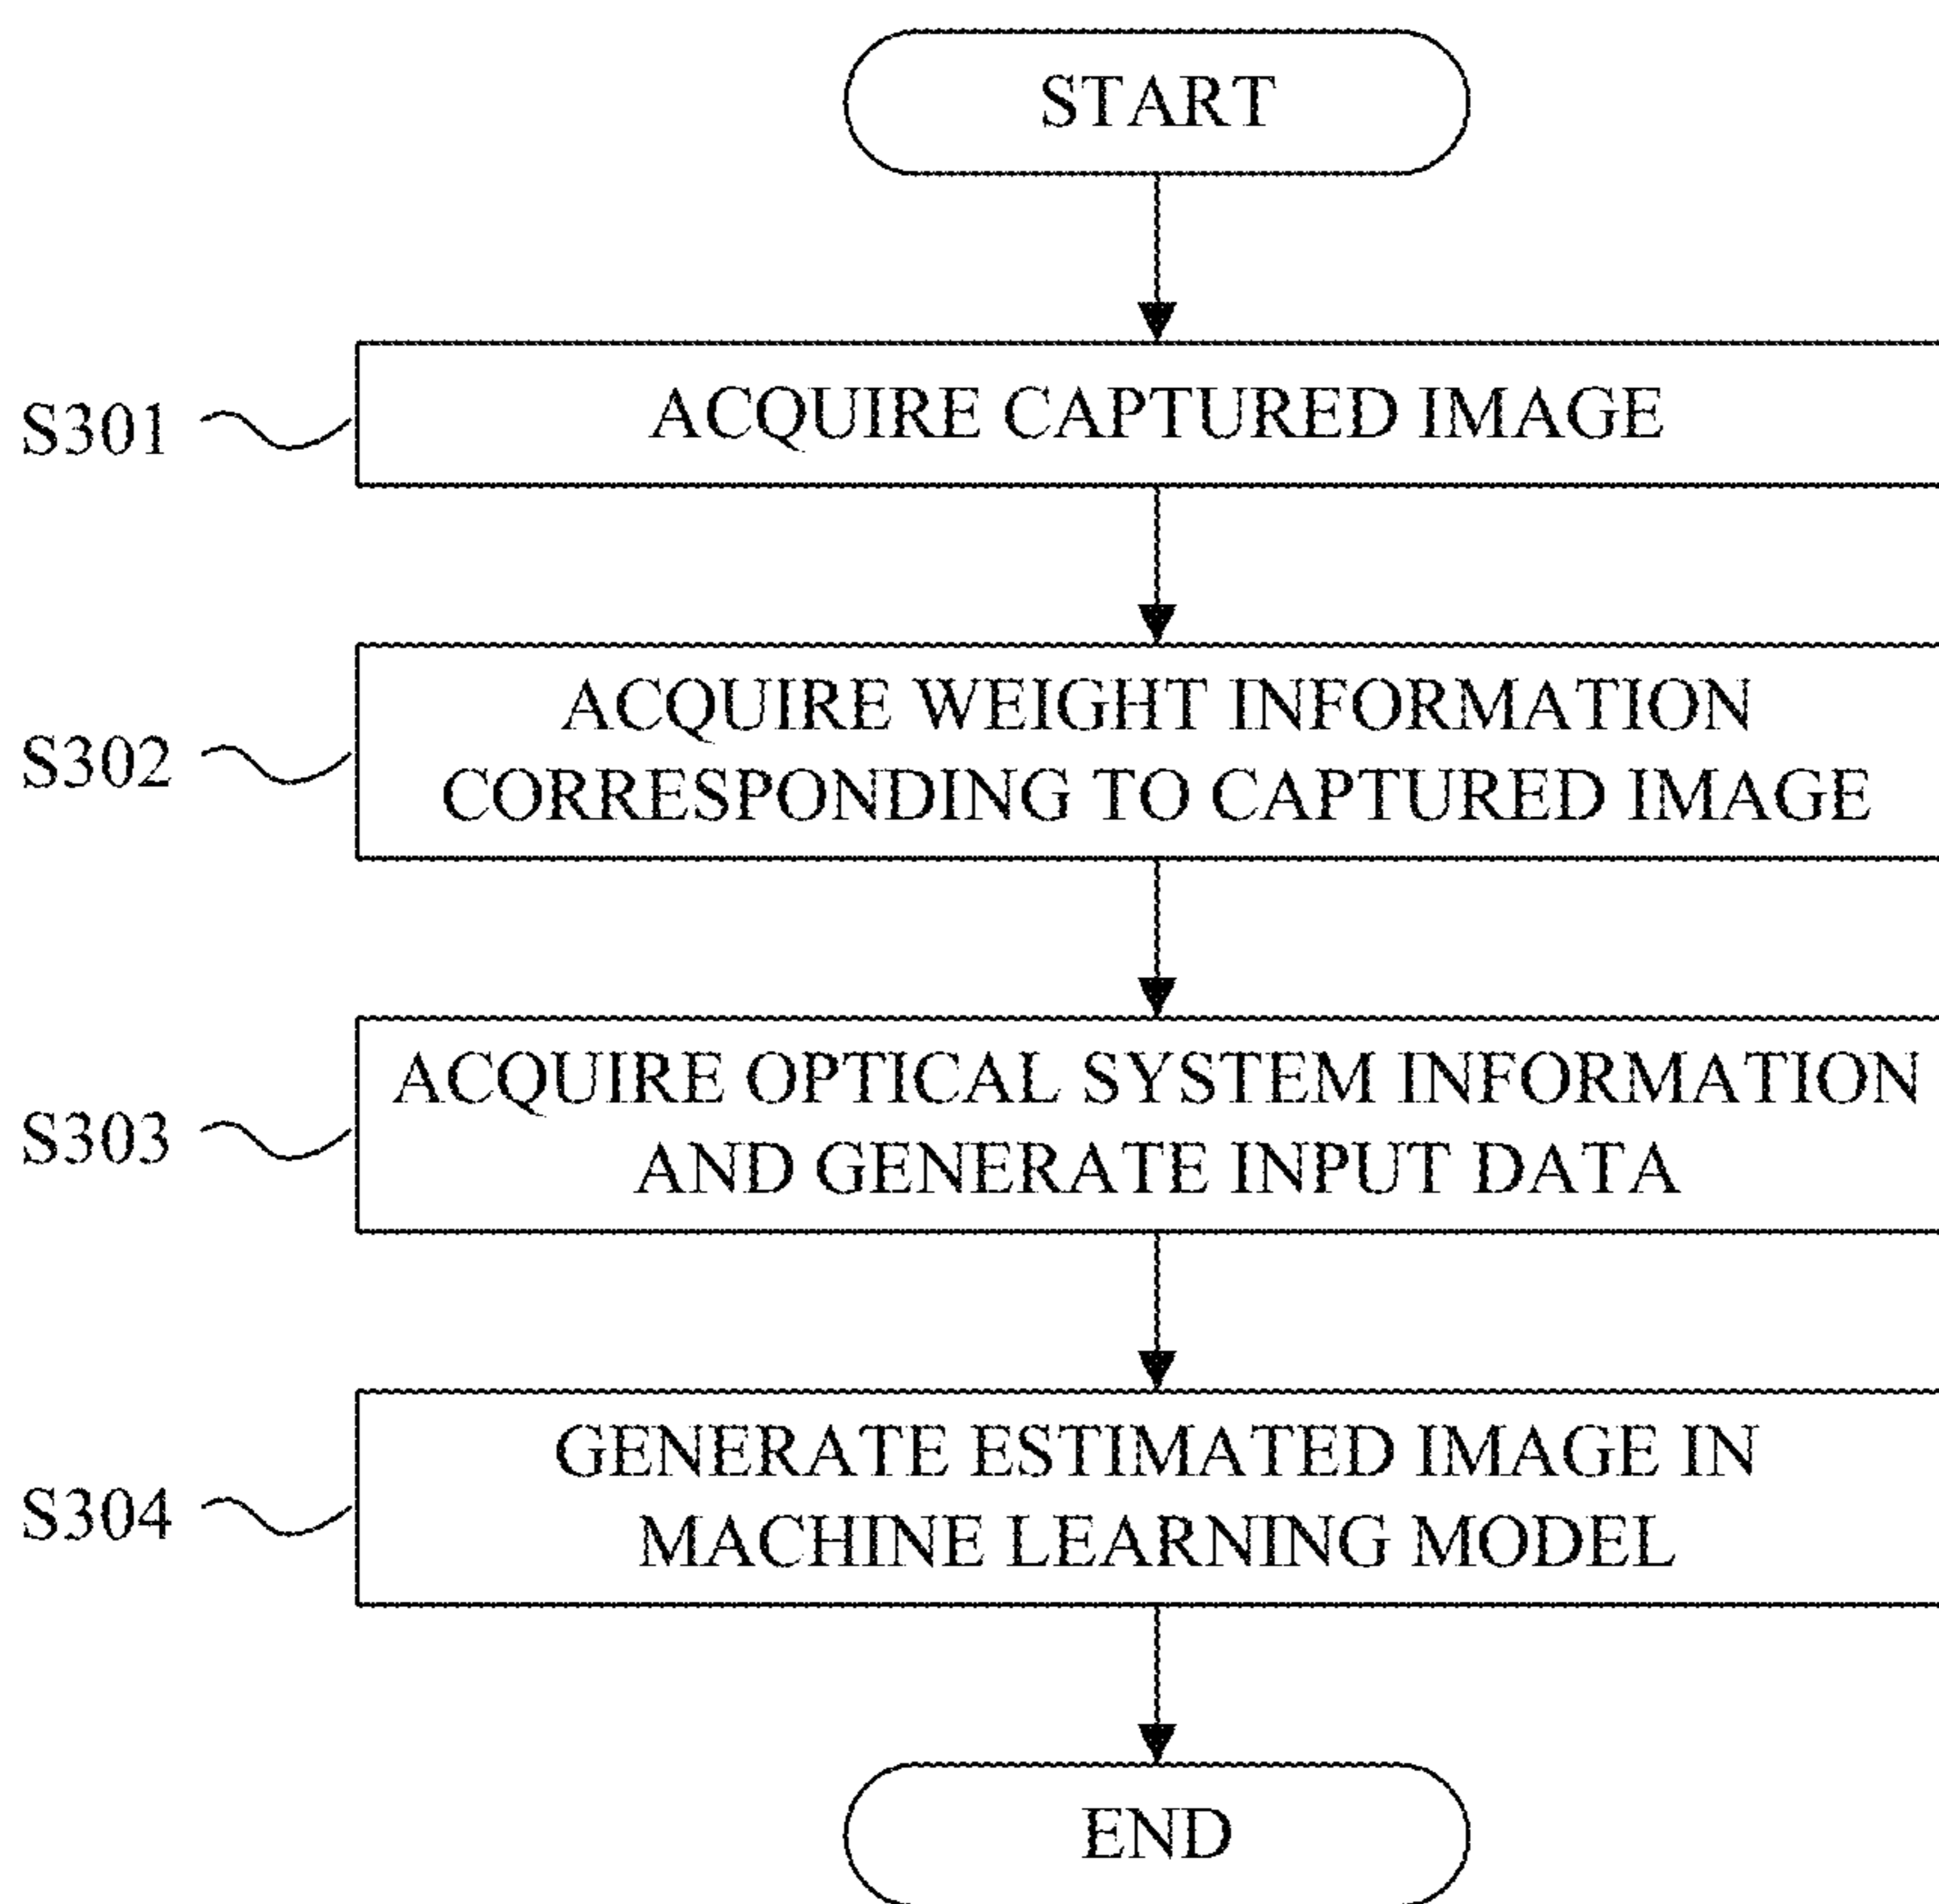 START
S301
ACQUIRE CAPTURED IMAGE
S302
ACQUIRE WEIGHT INFORMATION
CORRESPONDING TO CAPTURED IMAGE
S303
ACQUIRE OPTICAL SYSTEM INFORMATION
AND GENERATE INPUT DATA
S304
GENERATE ESTIMATED IMAGE IN
MACHINE LEARNING MODEL
END